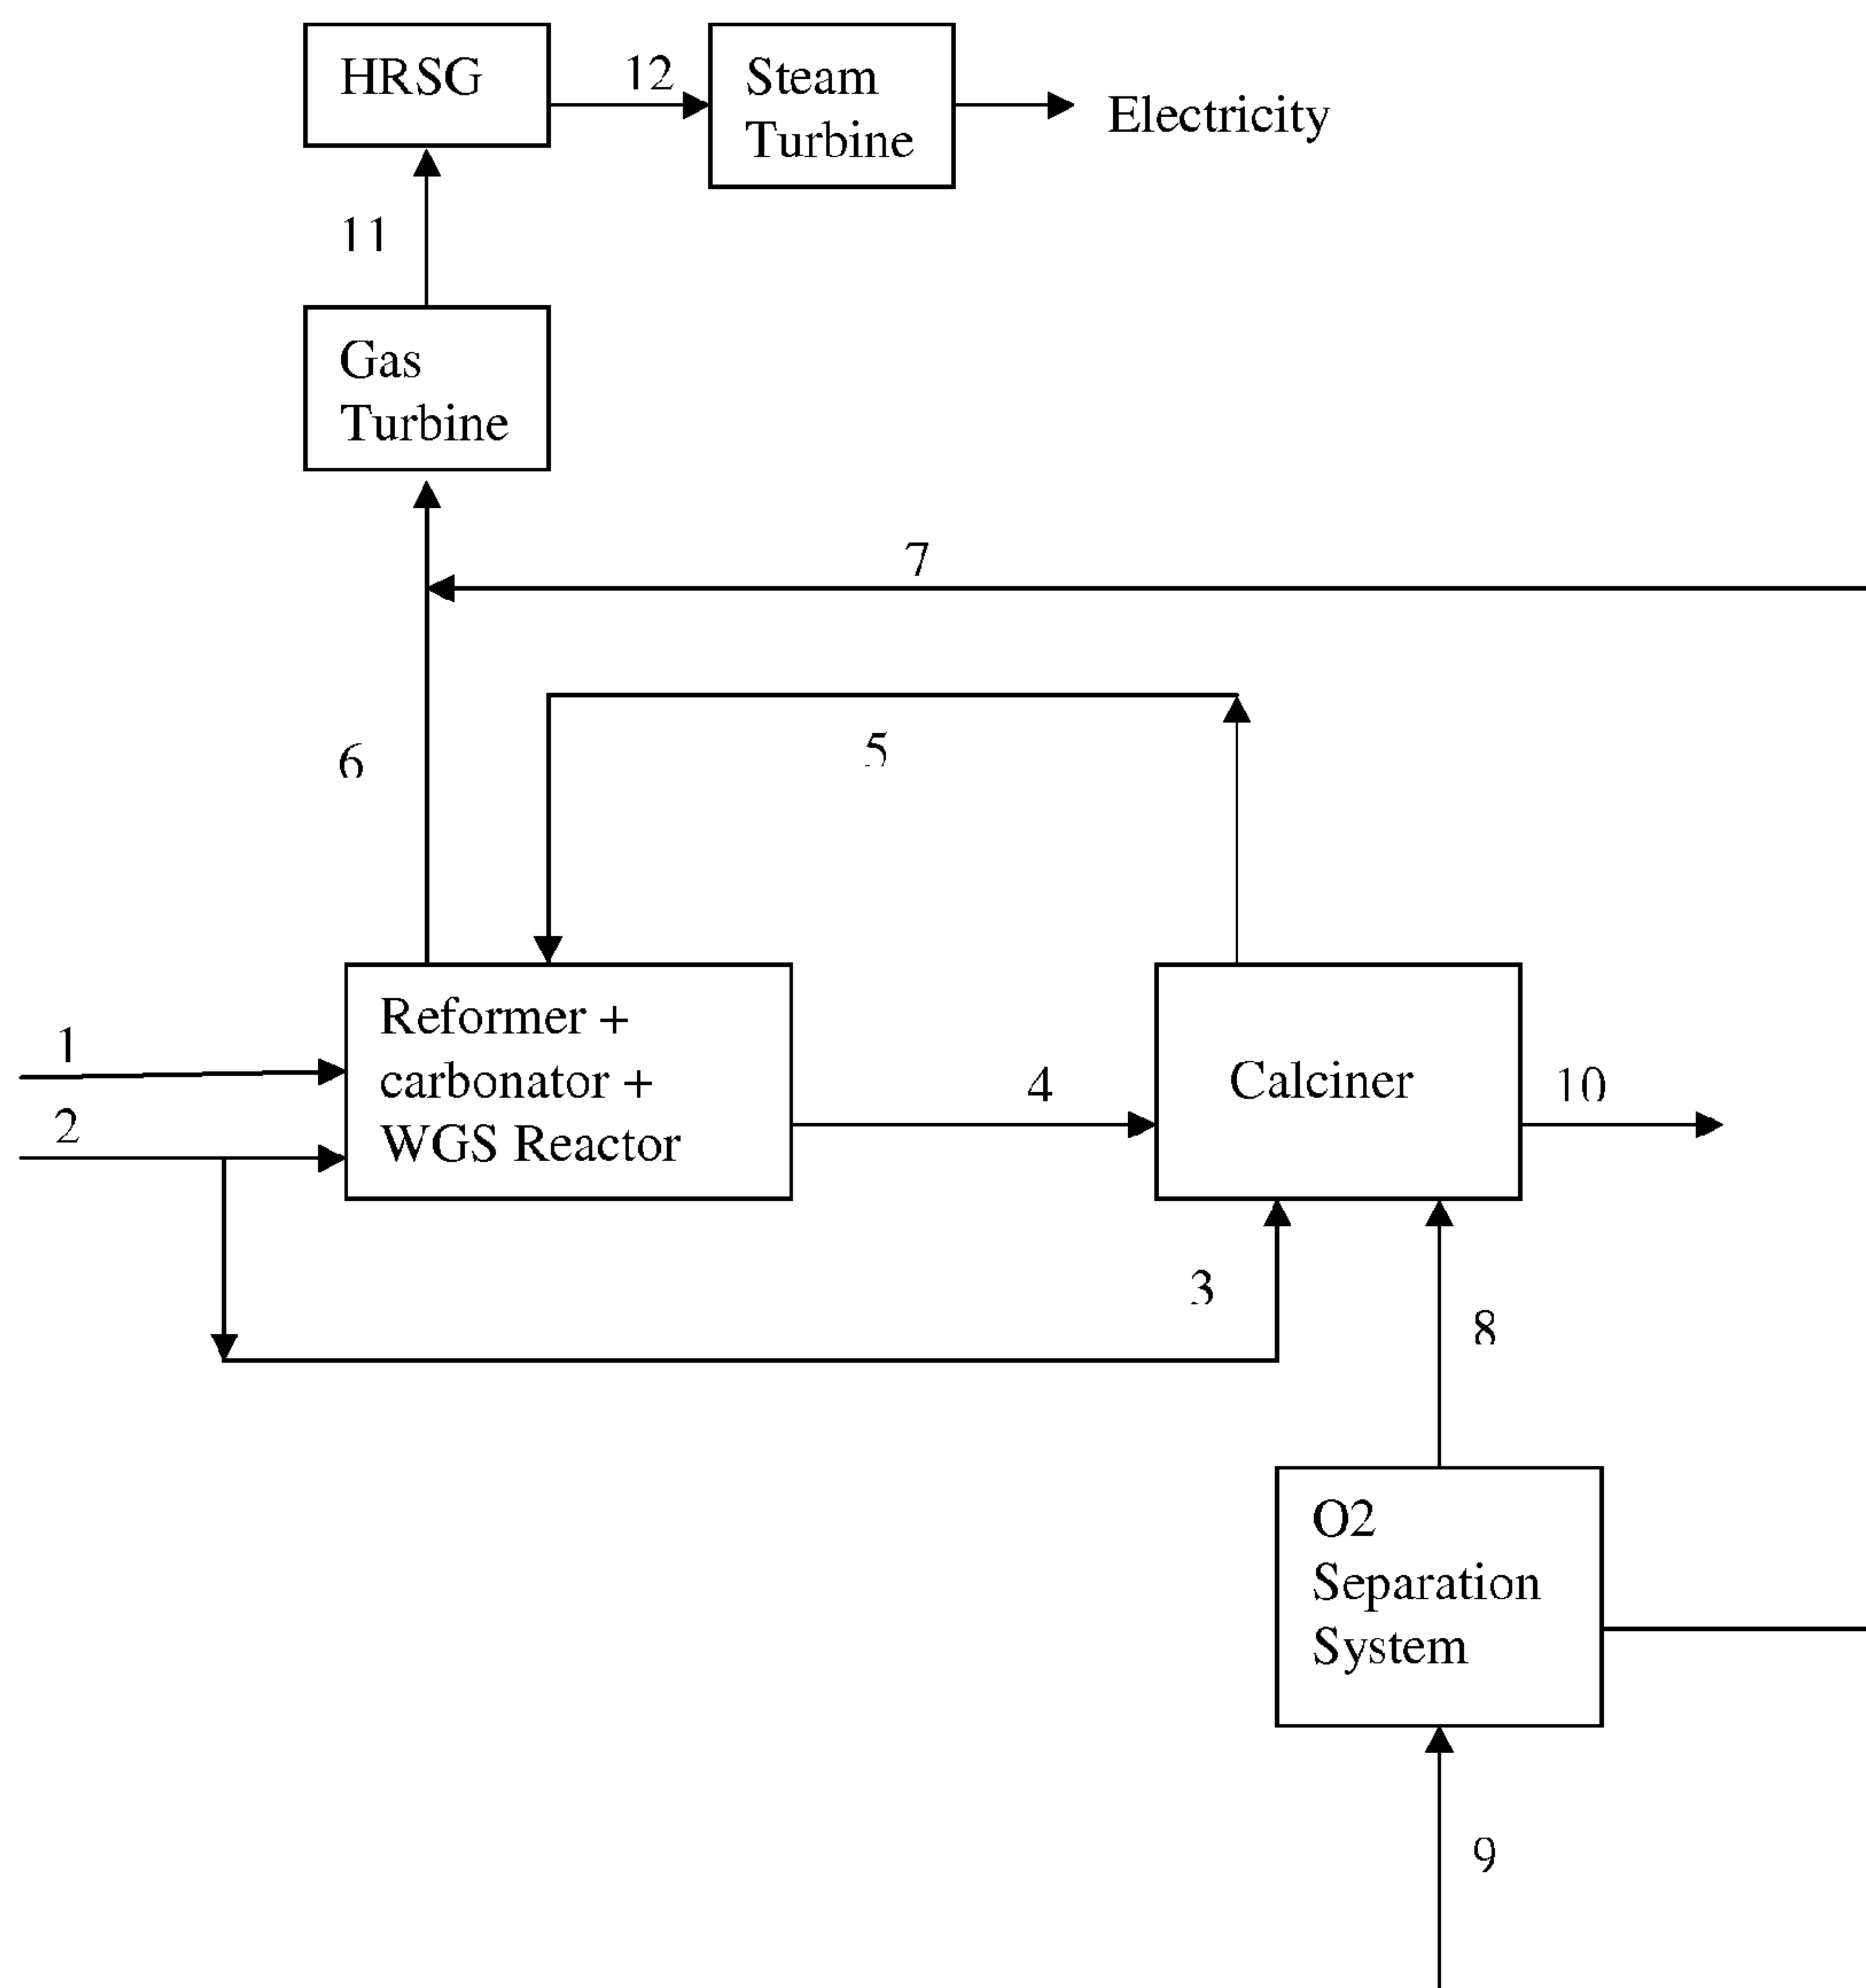 HRSG
12
Steam
Turbine
Electricity
11
Gas
Turbine
7
6
5
1
2
Reformer +
carbonator +
WGS Reactor
4
Calciner
10
3
8
O2
Separation
System
9